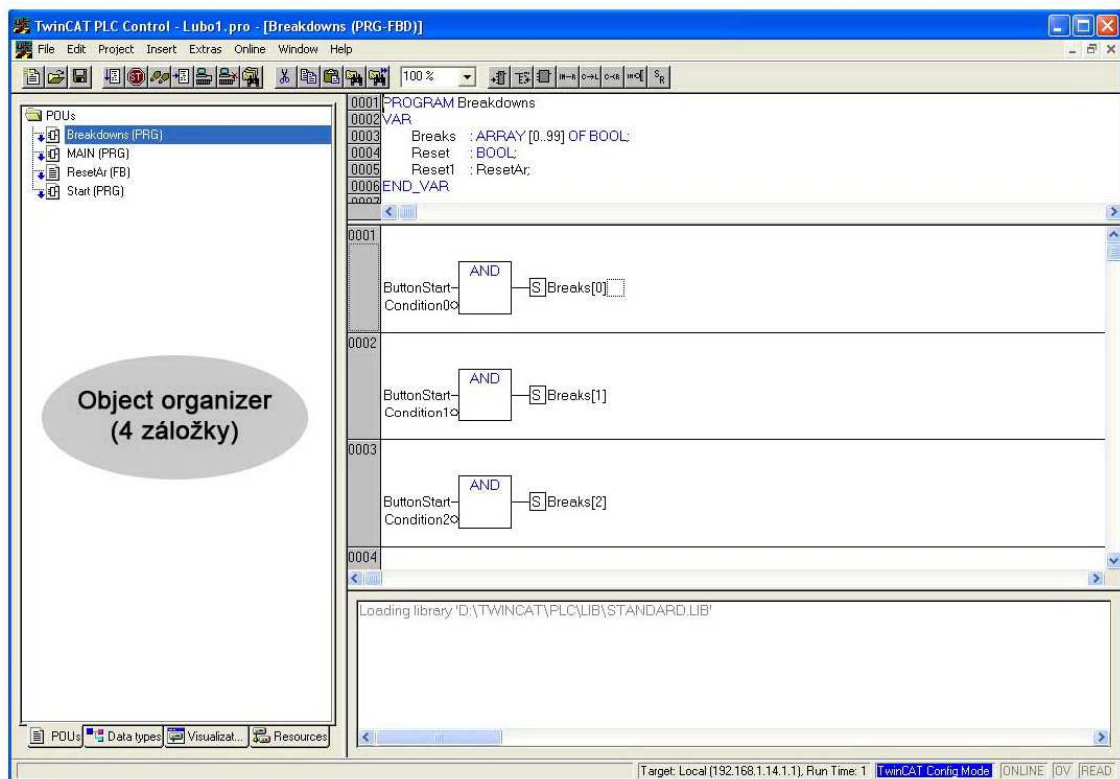 TwinCAT PLC Control - Lubo1.pro - [Breakdowns (PRG-FBD)]
File Edit Project Insert Extras Online Window Help
100 %
POUs
Breakdowns (PRG)
MAIN (PRG)
ResetAr (FB)
Start (PRG)
Object organizer
(4 záložky)
POUs Data types Visualizat... Resources
0001 PROGRAM Breakdowns
0002 VAR
0003 Breaks : ARRAY [0..99] OF BOOL;
0004 Reset : BOOL;
0005 Reset1 : ResetAr;
0006 END_VAR
0007
0001
AND
ButtonStart S Breaks[0]
Condition0
0002
AND
ButtonStart S Breaks[1]
Condition1
0003
AND
ButtonStart S Breaks[2]
Condition2
0004
Loading library 'D:\TWINCAT\PLC\LIB\STANDARD.LIB'
Target: Local (192.168.1.14.1.1), Run Time: 1 TwinCAT Config Mode ONLINE OV READ